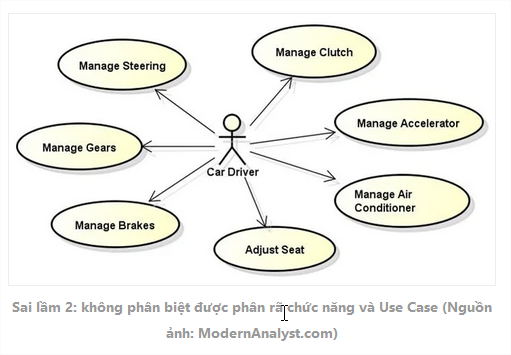 Manage Clutch
Manage Steering
Manage Accelerator
Manage Gears
Car Driver
Manage Air
Conditioner
Manage Brakes
Adjust Seat
Sai lầm 2: không phân biệt được phân rã chức năng và Use Case (Nguồn
ảnh: ModernAnalyst.com)